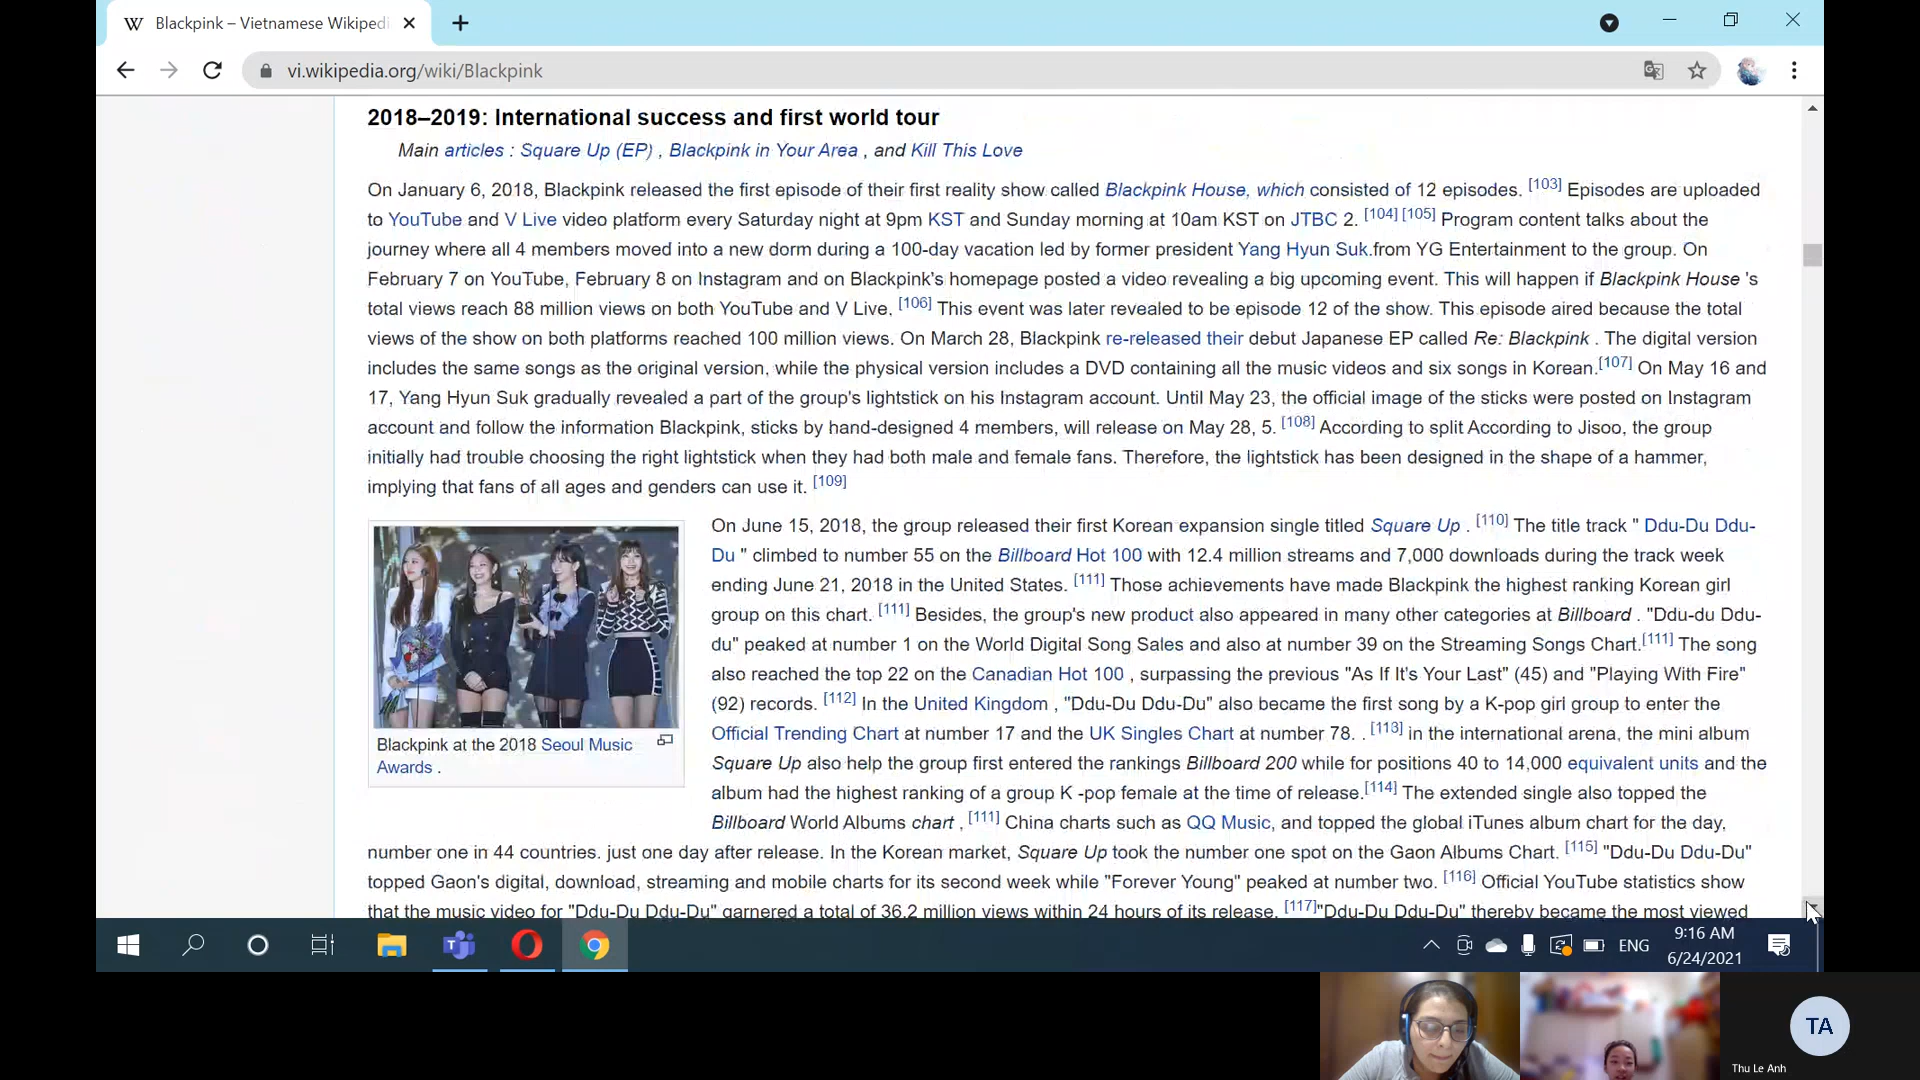 Blackpink – Vietnamese Wikipedi
vi.wikipedia.org/wiki/Blackpink
2018–2019: International success and first world tour
Main articles : Square Up (EP) , Blackpink in Your Area , and Kill This Love
On January 6, 2018, Blackpink released the first episode of their first reality show called Blackpink House, which consisted of 12 episodes. [103] Episodes are uploaded
to YouTube and V Live video platform every Saturday night at 9pm KST and Sunday morning at 10am KST on JTBC 2. [104] [105] Program content talks about the
journey where all 4 members moved into a new dorm during a 100-day vacation led by former president Yang Hyun Suk.from YG Entertainment to the group. On
February 7 on YouTube, February 8 on Instagram and on Blackpink's homepage posted a video revealing a big upcoming event. This will happen if Blackpink House 's
total views reach 88 million views on both YouTube and V Live. [106] This event was later revealed to be episode 12 of the show. This episode aired because the total
views of the show on both platforms reached 100 million views. On March 28, Blackpink re-released their debut Japanese EP called Re: Blackpink . The digital version
includes the same songs as the original version, while the physical version includes a DVD containing all the music videos and six songs in Korean.[107] On May 16 and
17, Yang Hyun Suk gradually revealed a part of the group's lightstick on his Instagram account. Until May 23, the official image of the sticks were posted on Instagram
account and follow the information Blackpink, sticks by hand-designed 4 members, will release on May 28, 5. [108] According to split According to Jisoo, the group
initially had trouble choosing the right lightstick when they had both male and female fans. Therefore, the lightstick has been designed in the shape of a hammer,
implying that fans of all ages and genders can use it. [109]
On June 15, 2018, the group released their first Korean expansion single titled Square Up . [110] The title track " Ddu-Du Ddu-
Du " climbed to number 55 on the Billboard Hot 100 with 12.4 million streams and 7,000 downloads during the track week
ending June 21, 2018 in the United States. [111] Those achievements have made Blackpink the highest ranking Korean girl
group on this chart. [111] Besides, the group's new product also appeared in many other categories at Billboard . "Ddu-du Ddu-
du" peaked at number 1 on the World Digital Song Sales and also at number 39 on the Streaming Songs Chart.[111] The song
also reached the top 22 on the Canadian Hot 100 , surpassing the previous "As If It's Your Last" (45) and "Playing With Fire"
(92) records. [112] In the United Kingdom , "Ddu-Du Ddu-Du" also became the first song by a K-pop girl group to enter the
Official Trending Chart at number 17 and the UK Singles Chart at number 78. . [113] in the international arena, the mini album
Square Up also help the group first entered the rankings Billboard 200 while for positions 40 to 14,000 equivalent units and the
album had the highest ranking of a group K -pop female at the time of release.[114] The extended single also topped the
Billboard World Albums chart , [111] China charts such as QQ Music, and topped the global iTunes album chart for the day,
number one in 44 countries. just one day after release. In the Korean market, Square Up took the number one spot on the Gaon Albums Chart. [115] "Ddu-Du Ddu-Du"
topped Gaon's digital, download, streaming and mobile charts for its second week while "Forever Young" peaked at number two. [116] Official YouTube statistics show
that the music video for "Ddu-Du Ddu-Du" garnered a total of 36.2 million views within 24 hours of its release. [117]"Ddu-Du Ddu-Du" thereby became the most viewed
Blackpink at the 2018 Seoul Music
Awards .
ENG
9:16 AM
6/24/2021
TA
Thu Le Anh